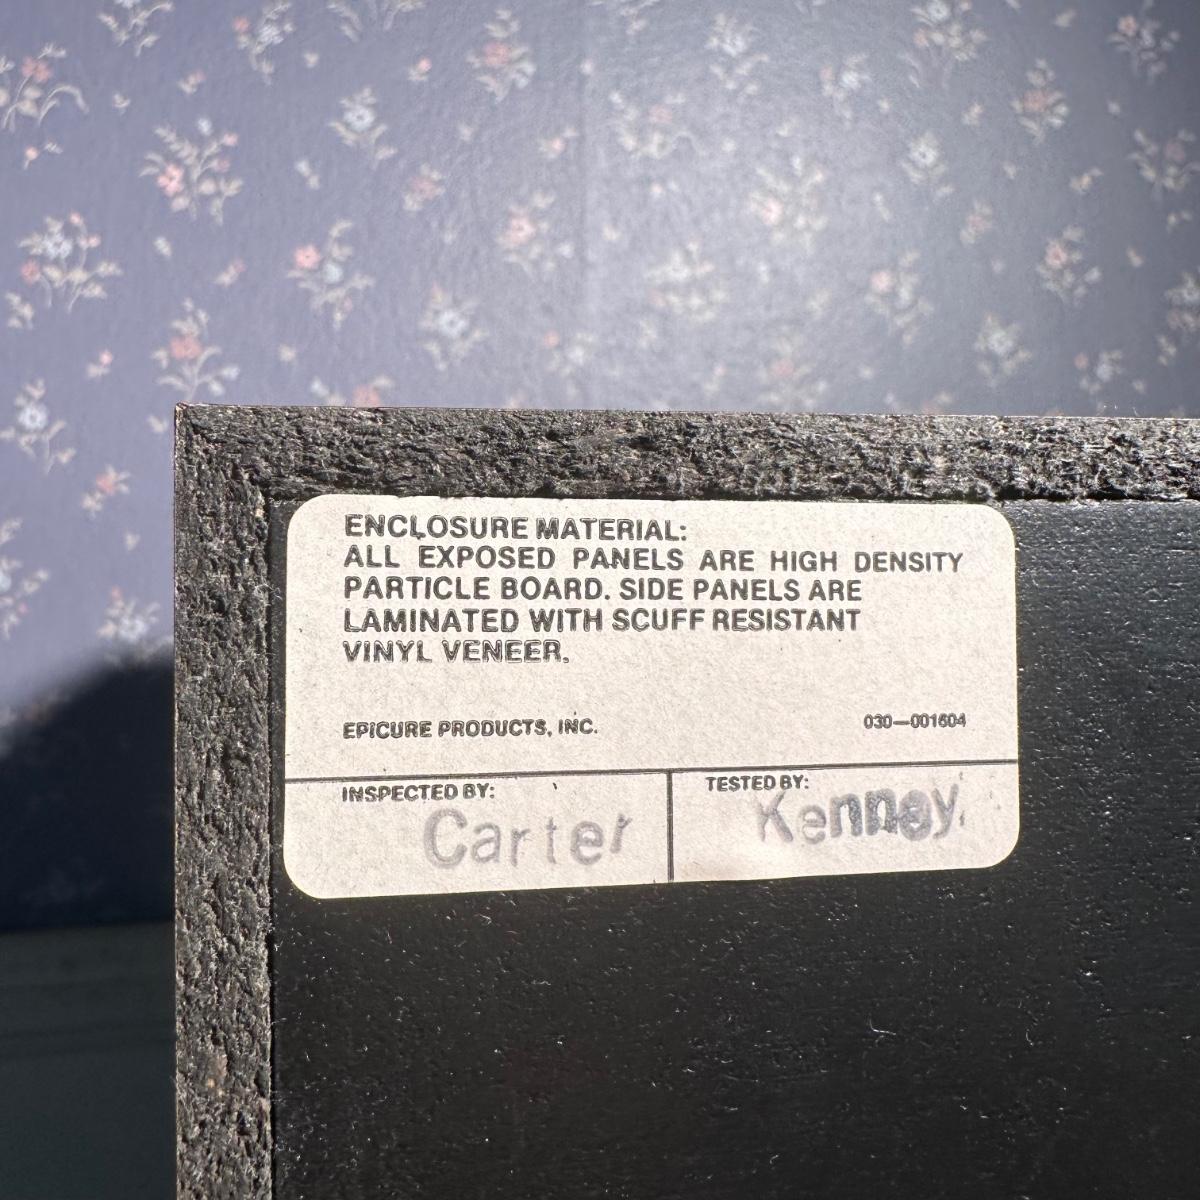 ENCLOSURE MATERIAL:
ALL EXPOSED PANELS ARE HIGH DENSITY
PARTICLE BOARD. SIDE PANELS ARE
LAMINATED WITH SCUFF RESISTANT
VINYL VENEER.
EPICURE PRODUCTS, INC.
030—001604
INSPECTED BY:
Carter
TESTED BY:
Kenney